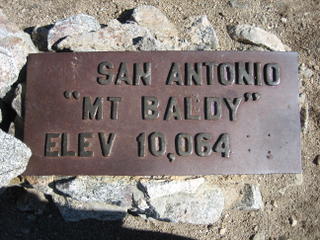 SAN ANTONIO
"MT BALDY"
ELEV 10,064